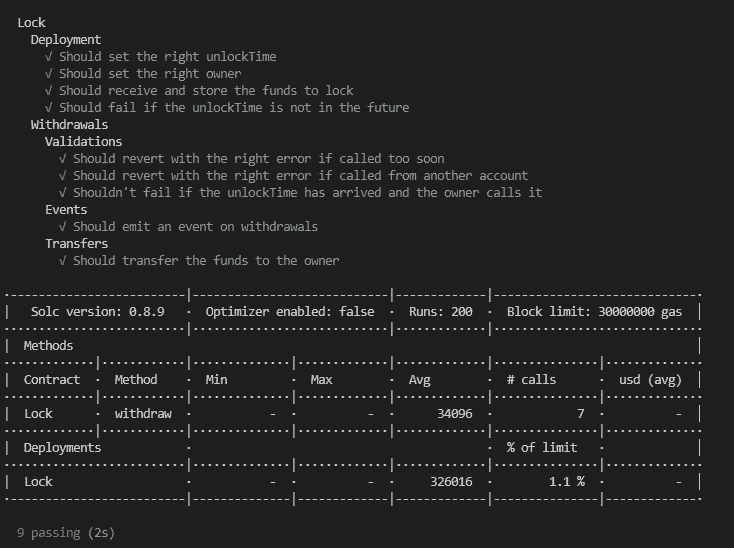 Lock
Deployment
√ Should set the right unlockTime
√ Should set the right owner
√ Should receive and store the funds to lock
√ Should fail if the unlockTime is not in the future
Withdrawals
Validations
√ Should revert with the right error if called too soon
√ Should revert with the right error if called from another account
√ Shouldn't fail if the unlockTime has arrived and the owner calls it
Events
√ Should emit an event on withdrawals
Transfers
√ Should transfer the funds to the owner
| Solc version: 0.8.9 · Optimizer enabled: false · Runs: 200 · Block limit: 30000000 gas |
| Methods |
| Contract · Method · Min · Max · Avg · # calls · usd (avg) |
| Lock · withdraw · - · - · 34096 · 7 · - |
| Deployments · · % of limit · |
| Lock · - · - · 326016 · 1.1 % · - |
9 passing (2s)